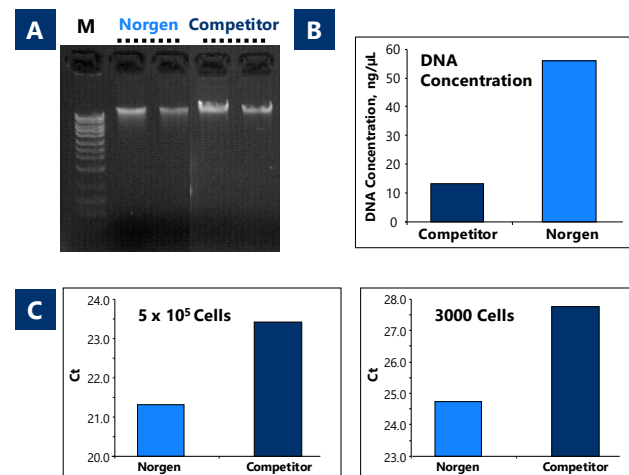 A
M
Norgen
Competitor
B
DNA
Concentration
DNA Concentration, ng/µL
60
50
40
30
20
10
0
Competitor
Norgen
C
5 x 10⁵ Cells
Ct
24.0
23.0
22.0
21.0
20.0
Norgen
Competitor
3000 Cells
Ct
28.0
27.0
26.0
25.0
24.0
23.0
Norgen
Competitor